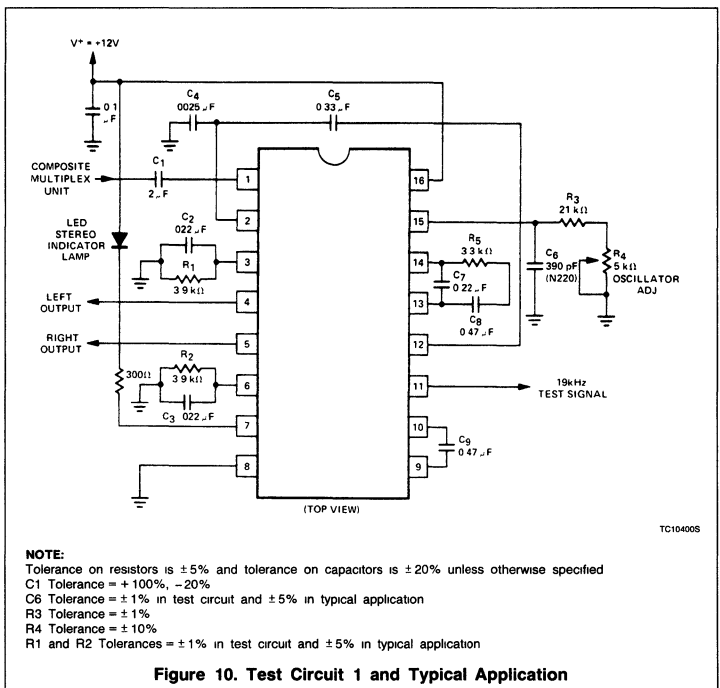 V+ = +12V
0 1
μF
C4
0025 μF
C5
0 33 μF
COMPOSITE
MULTIPLEX
UNIT
C1
2 μF
1
16
R3
21 kΩ
LED
STEREO
INDICATOR
LAMP
C2
022 μF
2
15
C6
390 pF
(N220)
R4
5 kΩ
OSCILLATOR
ADJ
R1
3 9 kΩ
3
14
R5
3 3 kΩ
C7
0 22 μF
LEFT
OUTPUT
4
13
C8
0 47 μF
RIGHT
OUTPUT
5
12
300Ω
R2
3 9 kΩ
6
11
19kHz
TEST SIGNAL
C3 022 μF
7
10
C9
0 47 μF
8
9
(TOP VIEW)
TC10400S
NOTE:
Tolerance on resistors is ±5% and tolerance on capacitors is ±20% unless otherwise specified
C1 Tolerance = +100%, −20%
C6 Tolerance = ±1% in test circuit and ±5% in typical application
R3 Tolerance = ±1%
R4 Tolerance = ±10%
R1 and R2 Tolerances = ±1% in test circuit and ±5% in typical application
Figure 10. Test Circuit 1 and Typical Application